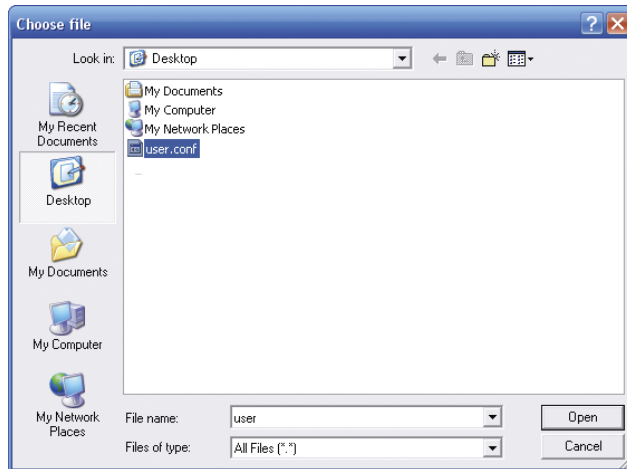 Choose file
Look in: Desktop
My Documents
My Computer
My Network Places
user.conf
My Recent
Documents
Desktop
My Documents
My Computer
My Network
Places
File name: user Open
Files of type: All Files (*.*) Cancel